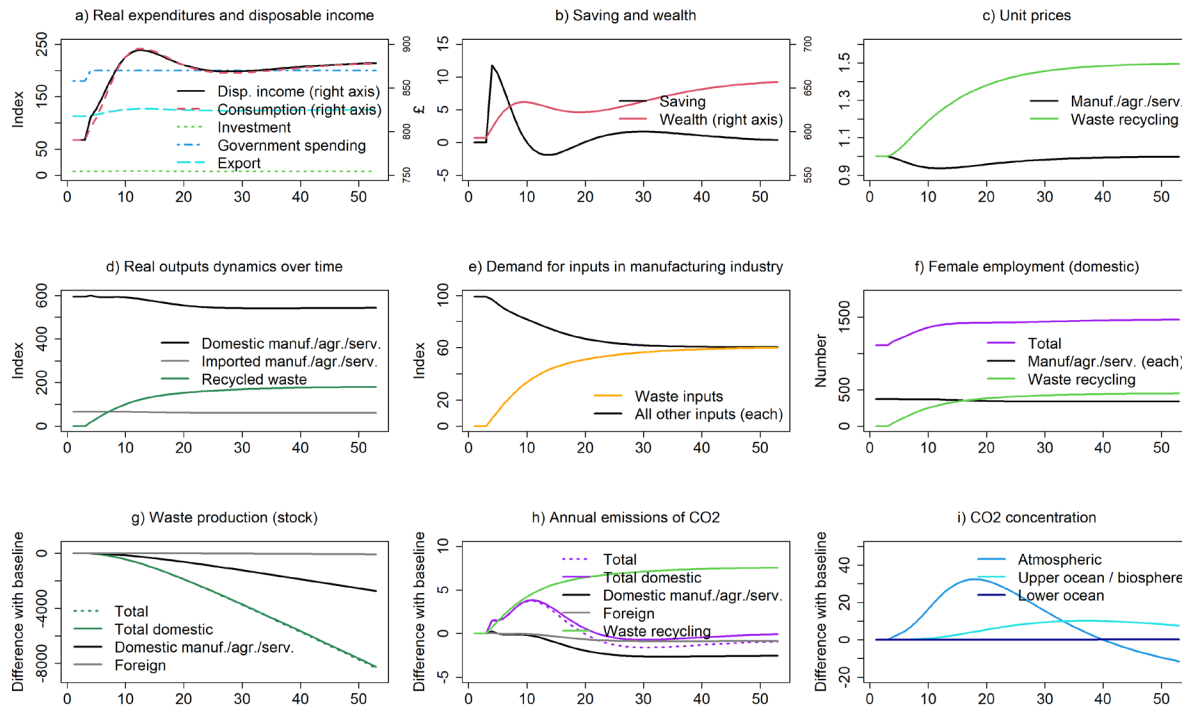 a) Real expenditures and disposable income
Index
250
200
150
100
50
0
900
850
800
750
£
Disp. income (right axis)
Consumption (right axis)
Investment
Government spending
Export
0 10 20 30 40 50
b) Saving and wealth
15
10
5
0
-5
700
650
600
550
Saving
Wealth (right axis)
0 10 20 30 40 50
c) Unit prices
Index
1.5
1.3
1.1
0.9
Manuf./agr./serv.
Waste recycling
0 10 20 30 40 50
d) Real outputs dynamics over time
Index
600
400
200
0
Domestic manuf./agr./serv.
Imported manuf./agr./serv.
Recycled waste
0 10 20 30 40 50
e) Demand for inputs in manufacturing industry
Index
100
60
40
20
0
Waste inputs
All other inputs (each)
0 10 20 30 40 50
f) Female employment (domestic)
Number
1500
500
0
Total
Manuf/agr./serv. (each)
Waste recycling
0 10 20 30 40 50
g) Waste production (stock)
Difference with baseline
0
-4000
-8000
Total
Total domestic
Domestic manuf./agr./serv.
Foreign
0 10 20 30 40 50
h) Annual emissions of CO2
Difference with baseline
10
5
0
-5
Total
Total domestic
Domestic manuf./agr./serv.
Foreign
Waste recycling
0 10 20 30 40 50
i) CO2 concentration
Difference with baseline
40
20
0
-20
Atmospheric
Upper ocean / biosphere
Lower ocean
0 10 20 30 40 50